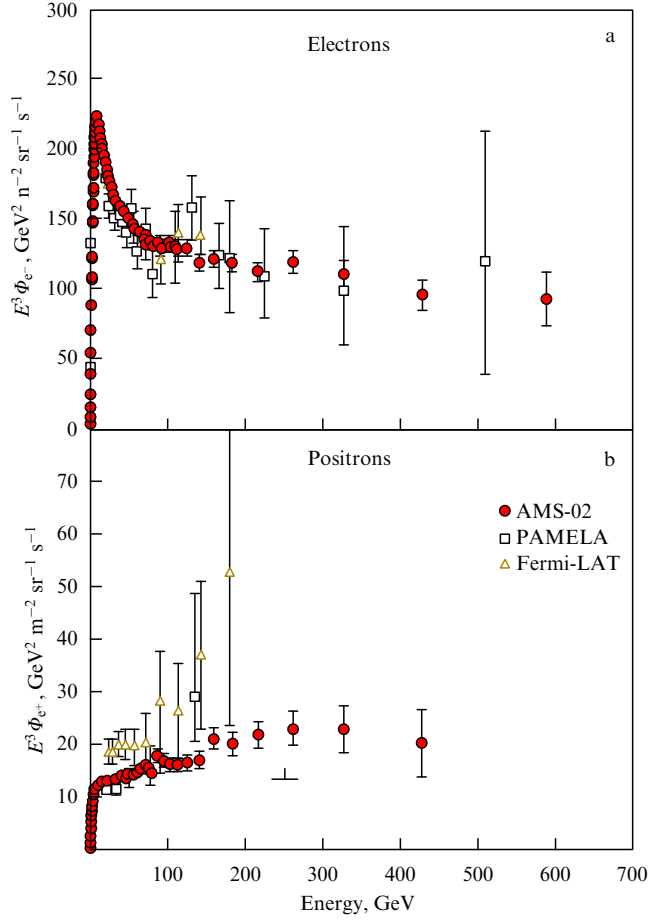 a
Electrons
300
250
200
150
100
50
0
E³Φₑ₋, GeV² n⁻² sr⁻¹ s⁻¹
b
Positrons
AMS-02
PAMELA
Fermi-LAT
70
60
50
40
30
20
10
E³Φₑ₊, GeV² m⁻² sr⁻¹ s⁻¹
100 200 300 400 500 600 700
Energy, GeV